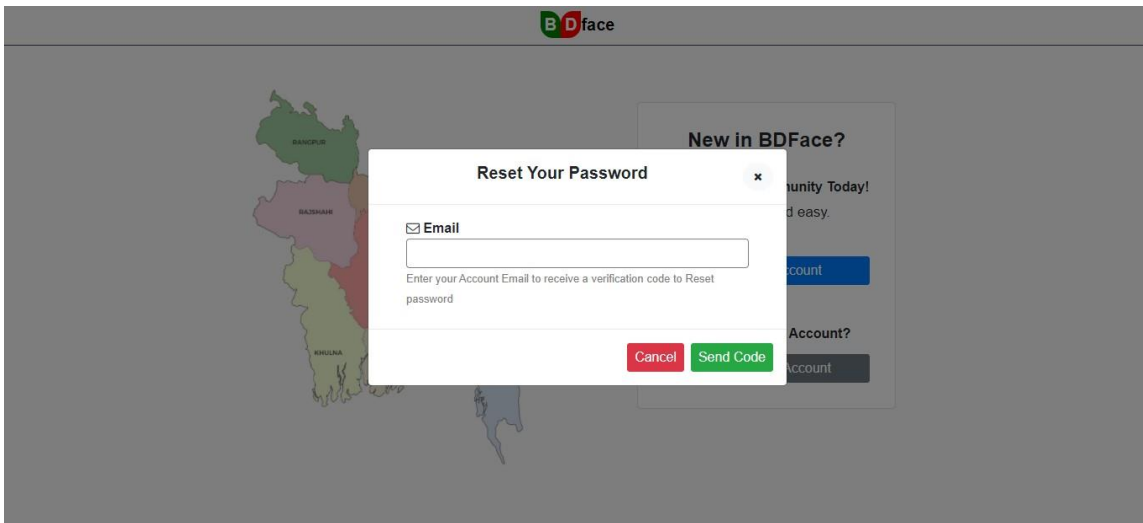 BDface
New in BDFace?
Reset Your Password
×
unity Today!
d easy.
Email
Enter your Account Email to receive a verification code to Reset
password
ccount
Account?
Cancel
Send Code
Account
RANGPUR
RAJSHAHI
KHULNA